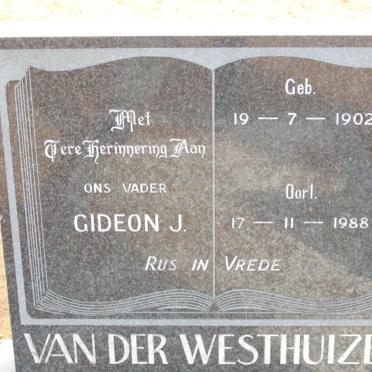 Met
Tere Herinnering Aan
ONS VADER
GIDEON J.
Geb.
19 — 7 — 1902
Oorl.
17 — 11 — 1988
RUS IN VREDE
VAN DER WESTHUIZE